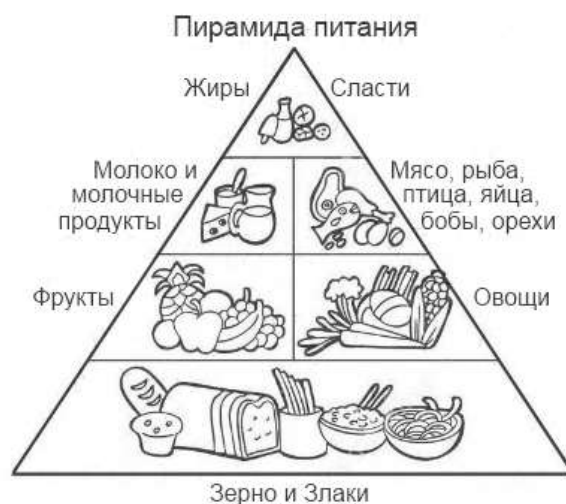 Пирамида питания
Жиры
Сласти
Молоко и
молочные
продукты
Мясо, рыба,
птица, яйца,
бобы, орехи
Фрукты
Овощи
Зерно и Злаки